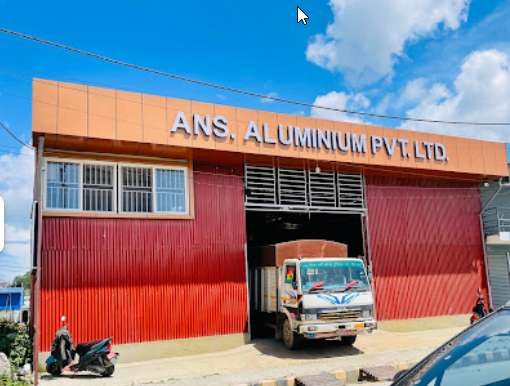 ANS. ALUMINIUM PVT. LTD.